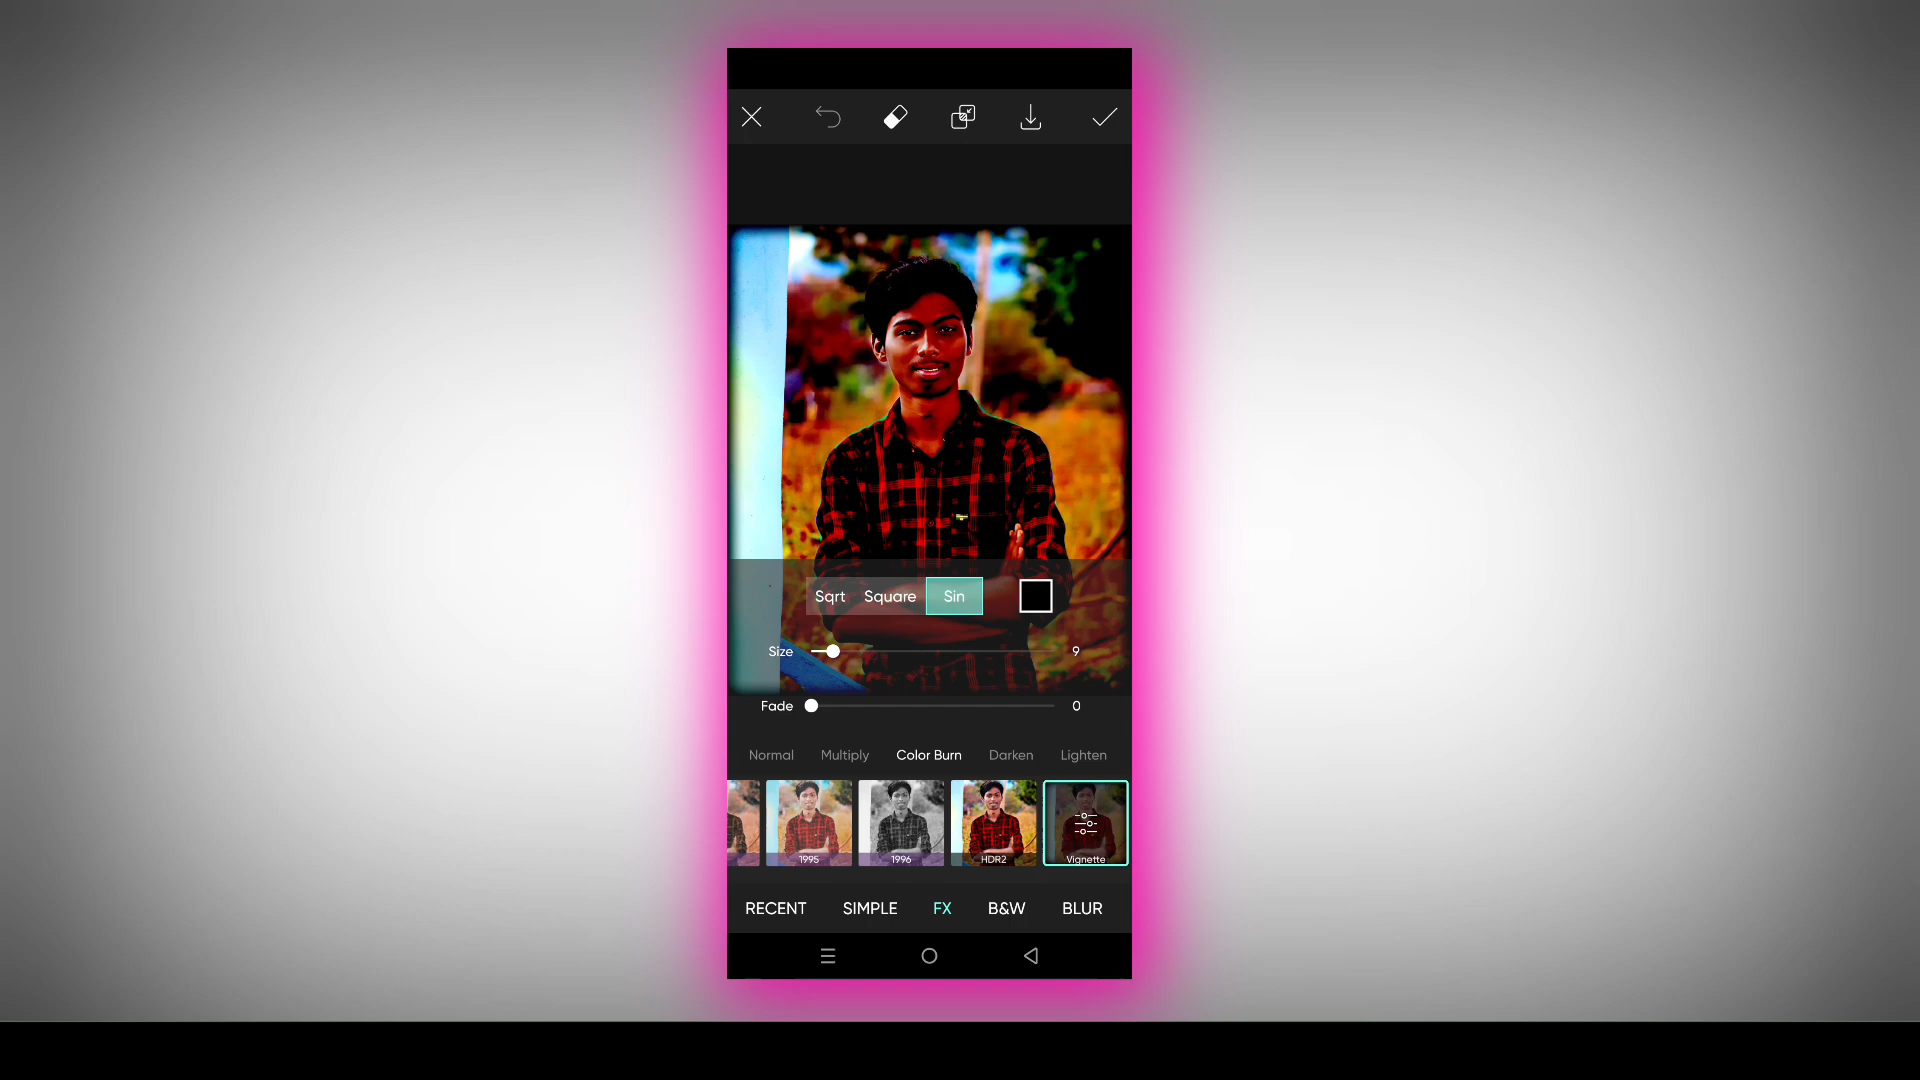 Sqrt Square Sin
Size 9
Fade 0
Normal Multiply Color Burn Darken Lighten
1995 1996 HDR2 Vignette
RECENT SIMPLE FX B&W BLUR